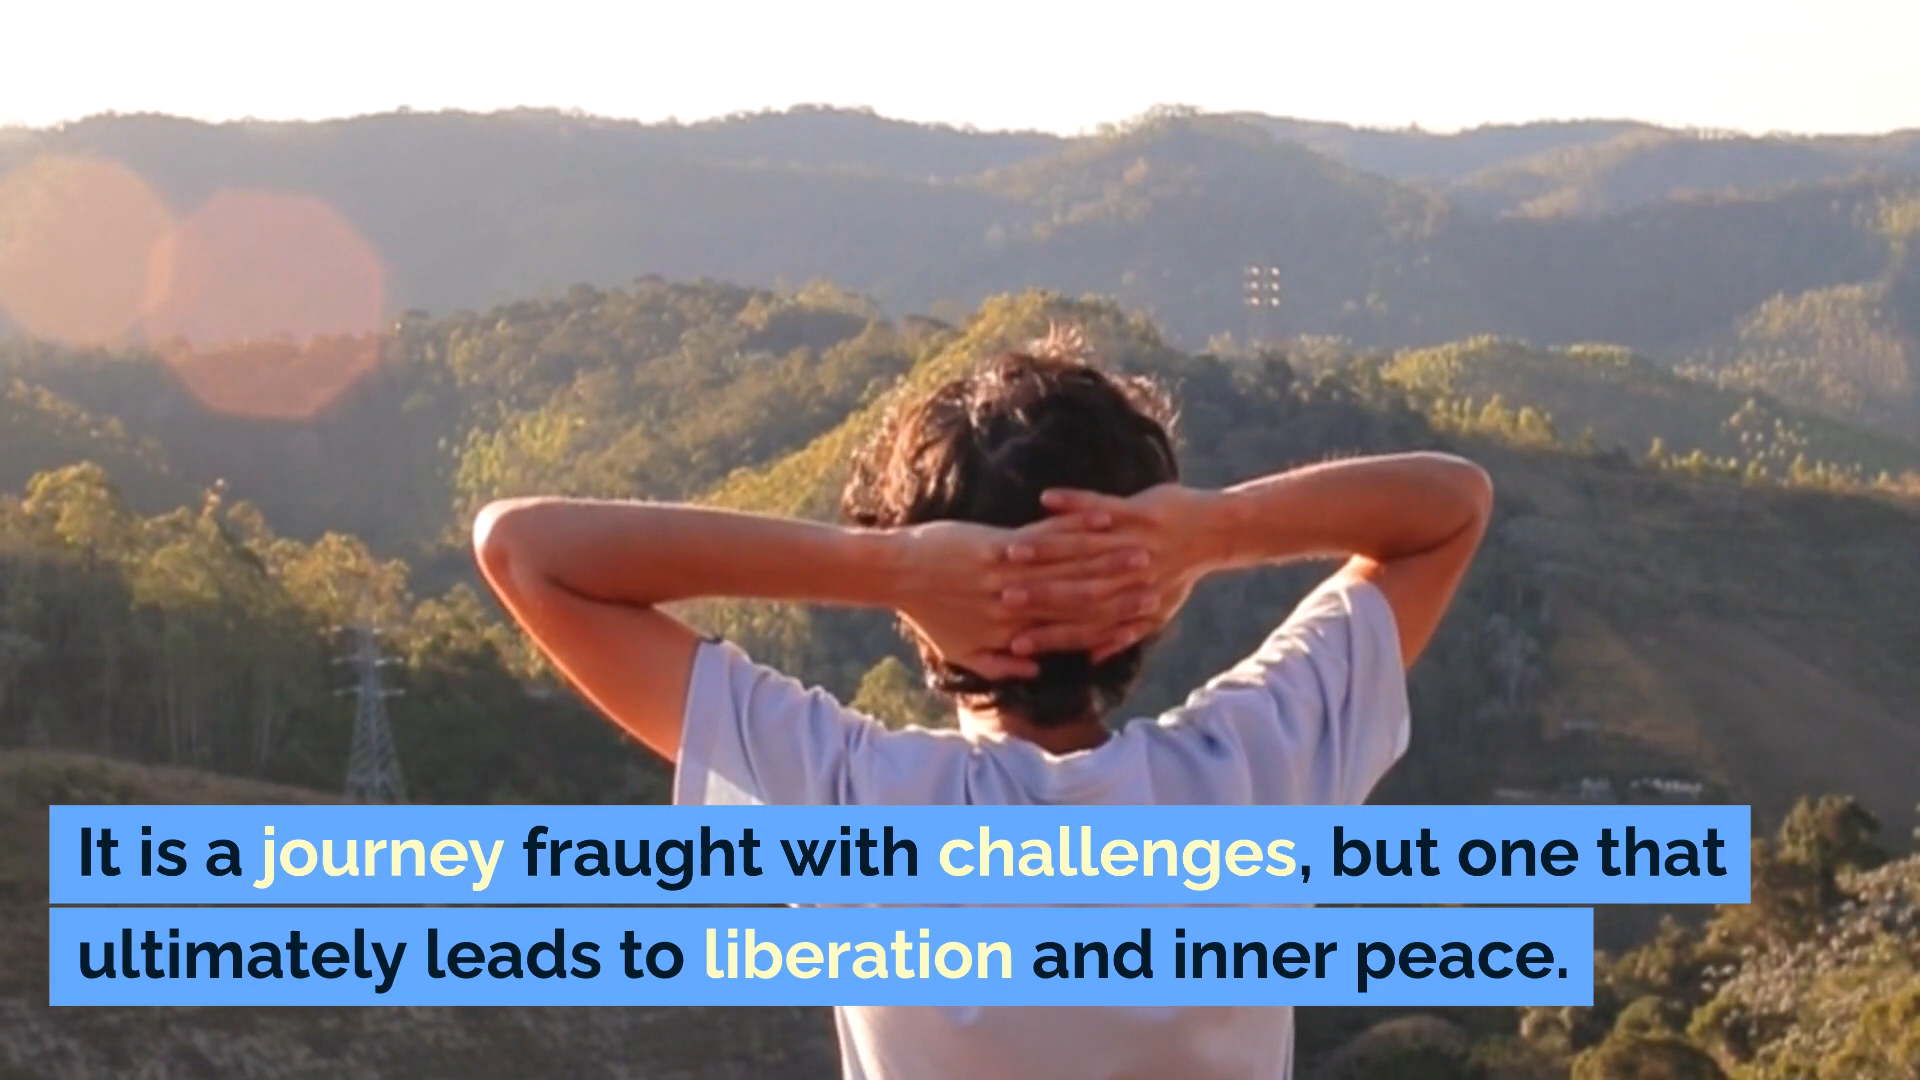 It is a journey fraught with challenges, but one that
ultimately leads to liberation and inner peace.